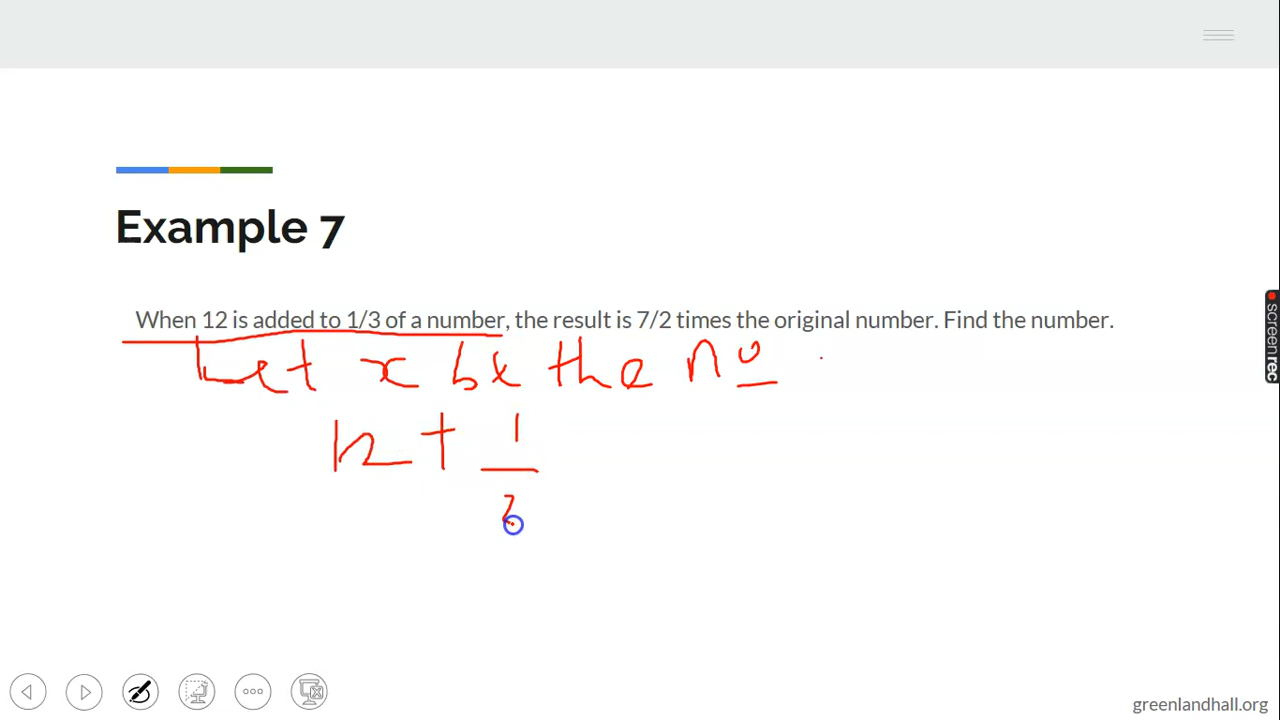 Example 7
When 12 is added to 1/3 of a number, the result is 7/2 times the original number. Find the number.
Let x be the no
12 + 1
screenrec
greenlandhall.org